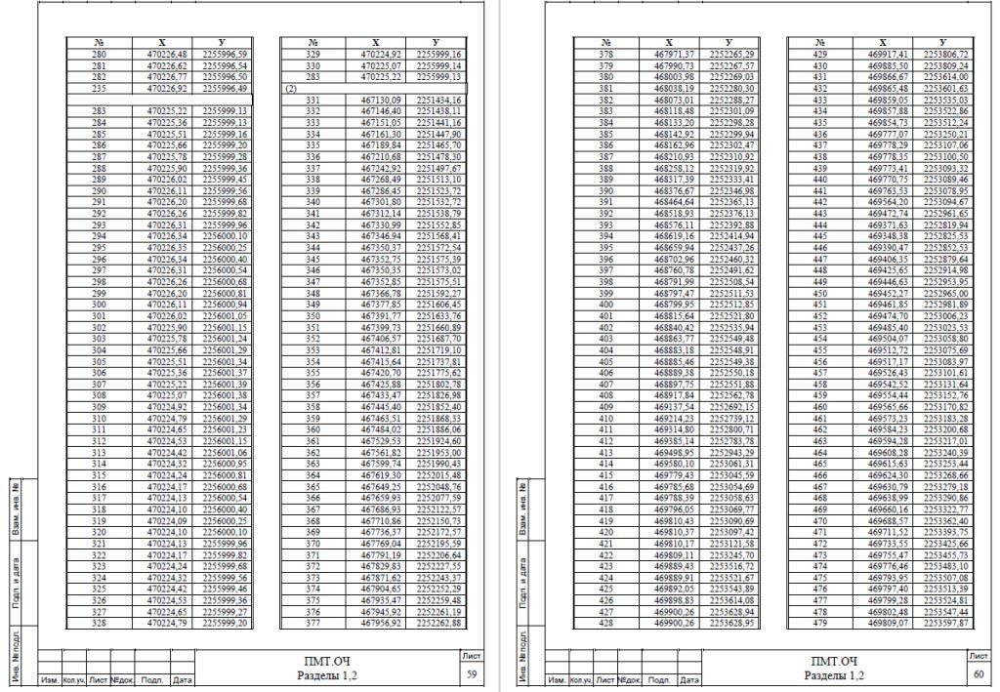 № X У
280 470226,48 2255996,59
281 470226,62 2255996,54
282 470226,77 2255996,50
235 470226,92 2255996,49
283 470225,22 2255999,13
284 470225,36 2255999,13
285 470225,51 2255999,16
286 470225,66 2255999,20
287 470225,78 2255999,28
288 470225,90 2255999,36
289 470226,02 2255999,45
290 470226,11 2255999,56
291 470226,20 2255999,68
292 470226,26 2255999,82
293 470226,31 2255999,96
294 470226,34 2256000,10
295 470226,35 2256000,25
296 470226,34 2256000,40
297 470226,31 2256000,54
298 470226,26 2256000,68
299 470226,20 2256000,81
300 470226,11 2256000,94
301 470226,02 2256001,05
302 470225,90 2256001,15
303 470225,78 2256001,24
304 470225,66 2256001,29
305 470225,51 2256001,34
306 470225,36 2256001,37
307 470225,22 2256001,39
308 470225,07 2256001,38
309 470224,92 2256001,34
310 470224,79 2256001,29
311 470224,65 2256001,23
312 470224,53 2256001,15
313 470224,42 2256001,06
314 470224,32 2256000,95
315 470224,24 2256000,81
316 470224,17 2256000,68
317 470224,13 2256000,54
318 470224,10 2256000,40
319 470224,09 2256000,25
320 470224,10 2256000,10
321 470224,13 2255999,96
322 470224,17 2255999,82
323 470224,24 2255999,68
324 470224,32 2255999,56
325 470224,42 2255999,46
326 470224,53 2255999,36
327 470224,65 2255999,27
328 470224,79 2255999,20
№ X У
329 470224,92 2255999,16
330 470225,07 2255999,14
283 470225,22 2255999,13
(2)
331 467130,09 2251434,16
332 467146,40 2251438,11
333 467151,05 2251441,16
334 467161,30 2251447,90
335 467189,84 2251465,70
336 467210,68 2251478,30
337 467242,92 2251497,67
338 467268,49 2251513,10
339 467286,45 2251523,72
340 467301,80 2251532,72
341 467312,14 2251538,79
342 467330,99 2251552,85
343 467346,94 2251568,41
344 467350,37 2251572,54
345 467352,75 2251575,39
346 467350,35 2251573,02
347 467352,85 2251575,51
348 467366,78 2251592,27
349 467377,85 2251606,45
350 467391,77 2251633,76
351 467399,73 2251660,89
352 467406,57 2251687,70
353 467412,81 2251719,10
354 467415,64 2251737,81
355 467420,70 2251775,62
356 467425,88 2251802,78
357 467433,47 2251826,98
358 467445,40 2251852,40
359 467463,51 2251868,33
360 467484,02 2251886,06
361 467529,53 2251924,60
362 467561,82 2251953,00
363 467599,74 2251990,43
364 467619,30 2252015,48
365 467649,25 2252048,76
366 467659,93 2252077,59
367 467686,93 2252122,57
368 467710,86 2252150,73
369 467736,37 2252172,57
370 467769,04 2252195,59
371 467791,19 2252206,64
372 467829,83 2252227,55
373 467871,62 2252243,37
374 467904,65 2252252,29
375 467935,47 2252259,48
376 467945,92 2252261,19
377 467956,92 2252262,88
Взам. инв. №
Подп. и дата
Инв. № подл.
Изм. Кол.уч. Лист №док. Подп. Дата
ПМТ.ОЧ
Разделы 1,2
Лист
59
№ X У
378 467971,37 2252265,29
379 467990,73 2252267,57
380 468003,98 2252269,03
381 468038,19 2252280,30
382 468073,01 2252288,27
383 468118,48 2252301,09
384 468133,20 2252298,28
385 468142,92 2252299,94
386 468162,96 2252302,47
387 468210,93 2252310,92
388 468258,12 2252319,92
389 468317,39 2252333,41
390 468376,67 2252346,98
391 468464,64 2252365,13
392 468518,93 2252376,13
393 468576,11 2252392,88
394 468619,16 2252414,94
395 468659,94 2252437,26
396 468702,96 2252460,32
397 468760,78 2252491,62
398 468791,99 2252508,54
399 468797,47 2252511,53
400 468799,95 2252512,85
401 468815,64 2252521,80
402 468840,42 2252535,94
403 468863,77 2252549,48
404 468883,18 2252548,91
405 468885,46 2252549,38
406 468889,38 2252550,18
407 468897,75 2252551,88
408 468917,84 2252562,78
409 469137,54 2252692,15
410 469214,23 2252739,12
411 469314,80 2252800,71
412 469385,14 2252783,78
413 469498,95 2252943,29
414 469580,10 2253061,31
415 469779,43 2253045,59
416 469785,68 2253054,69
417 469788,39 2253058,63
418 469796,05 2253069,77
419 469810,43 2253090,69
420 469810,37 2253097,42
421 469810,17 2253121,58
422 469809,11 2253245,70
423 469889,43 2253516,72
424 469889,91 2253521,67
425 469892,05 2253543,89
426 469898,83 2253614,08
427 469900,26 2253628,94
428 469900,26 2253628,95
№ X У
429 469917,41 2253806,72
430 469885,50 2253809,24
431 469866,67 2253614,00
432 469865,48 2253601,63
433 469859,05 2253535,03
434 469857,88 2253522,86
435 469854,73 2253512,24
436 469777,07 2253250,21
437 469778,29 2253107,06
438 469778,35 2253100,50
439 469773,41 2253093,32
440 469770,75 2253089,46
441 469763,53 2253078,95
442 469564,20 2253094,67
443 469472,74 2252961,65
444 469371,63 2252819,94
445 469348,38 2252825,53
446 469390,47 2252852,53
447 469406,35 2252879,64
448 469425,65 2252914,98
449 469446,63 2252953,95
450 469452,27 2252965,00
451 469461,85 2252981,89
452 469474,70 2253006,23
453 469485,40 2253023,53
454 469504,07 2253058,80
455 469512,72 2253075,69
456 469517,17 2253083,97
457 469526,43 2253101,61
458 469542,52 2253131,64
459 469554,44 2253152,76
460 469565,66 2253170,82
461 469573,23 2253183,28
462 469584,23 2253200,68
463 469594,28 2253217,01
464 469608,28 2253240,39
465 469615,63 2253253,44
466 469624,30 2253268,66
467 469630,79 2253279,18
468 469638,99 2253290,86
469 469660,16 2253322,77
470 469688,57 2253362,40
471 469711,52 2253393,75
472 469733,55 2253425,66
473 469755,47 2253455,73
474 469776,46 2253483,10
475 469793,95 2253507,08
476 469797,40 2253513,39
477 469799,28 2253524,81
478 469802,48 2253547,44
479 469809,07 2253597,87
Взам. инв. №
Подп. и дата
Инв. № подл.
Изм. Кол.уч. Лист №док. Подп. Дата
ПМТ.ОЧ
Разделы 1,2
Лист
60